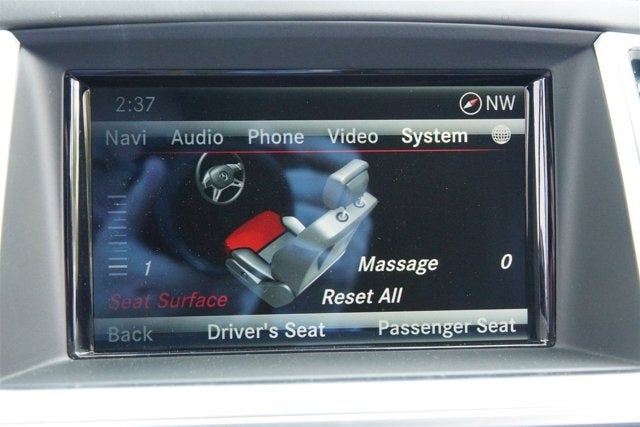 2:37 NW
Navi Audio Phone Video System
1 Massage 0
Seat Surface Reset All
Back Driver's Seat Passenger Seat